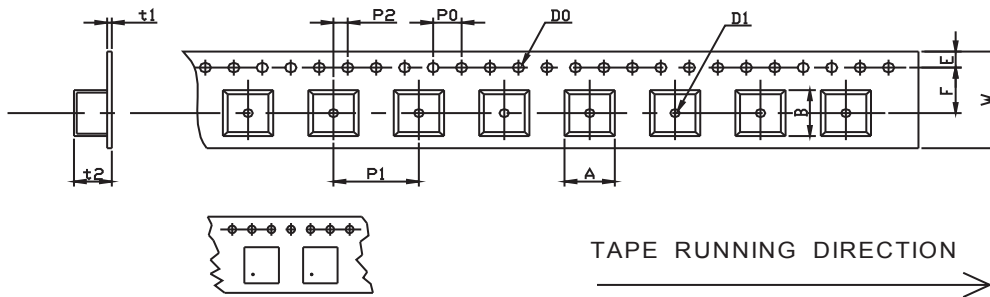 t1
P2
P0
D0
D1
E
F
W
B
t2
P1
A
TAPE RUNNING DIRECTION